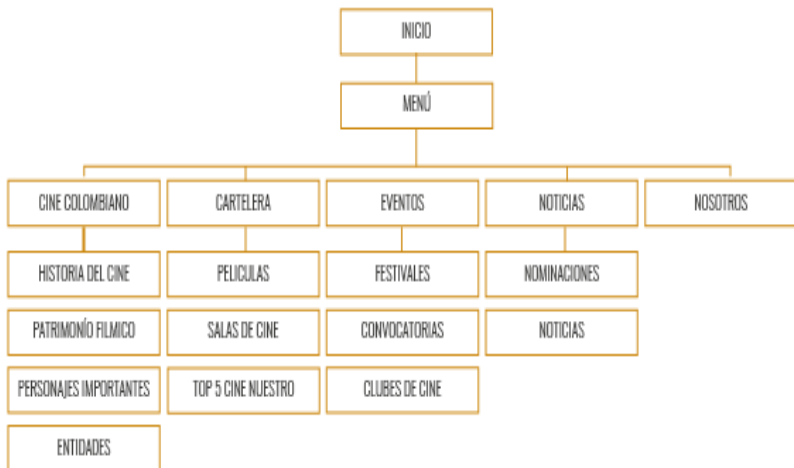 INICIO
MENÚ
CINE COLOMBIANO
CARTELERA
EVENTOS
NOTICIAS
NOSOTROS
HISTORIA DEL CINE
PELICULAS
FESTIVALES
NOMINACIONES
PATRIMONÍO FILMICO
SALAS DE CINE
CONVOCATORIAS
NOTICIAS
PERSONAJES IMPORTANTES
TOP 5 CINE NUESTRO
CLUBES DE CINE
ENTIDADES